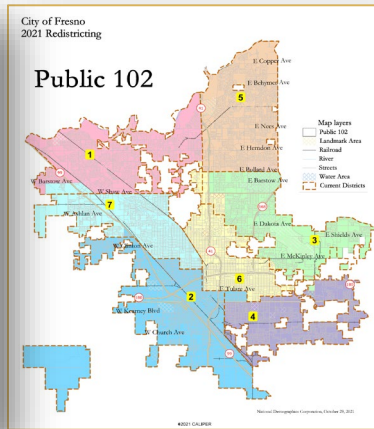 City of Fresno
2021 Redistricting
Public 102
E Copper Ave
E Behymer Ave
5
E Nees Ave
E Herndon Ave
Map layers
Public 102
Landmark Area
Railroad
River
Streets
Water Area
Current Districts
1
E Bullard Ave
E Barstow Ave
W Barstow Ave
W Shaw Ave
7
W Ashlan Ave
E Dakota Ave
E Shields Ave
3
E McKinley Ave
6
E Tulare Ave
2
4
W Kearney Blvd
W Church Ave
National Demographics Corporation, October 29, 2021
©2021 CALIPER